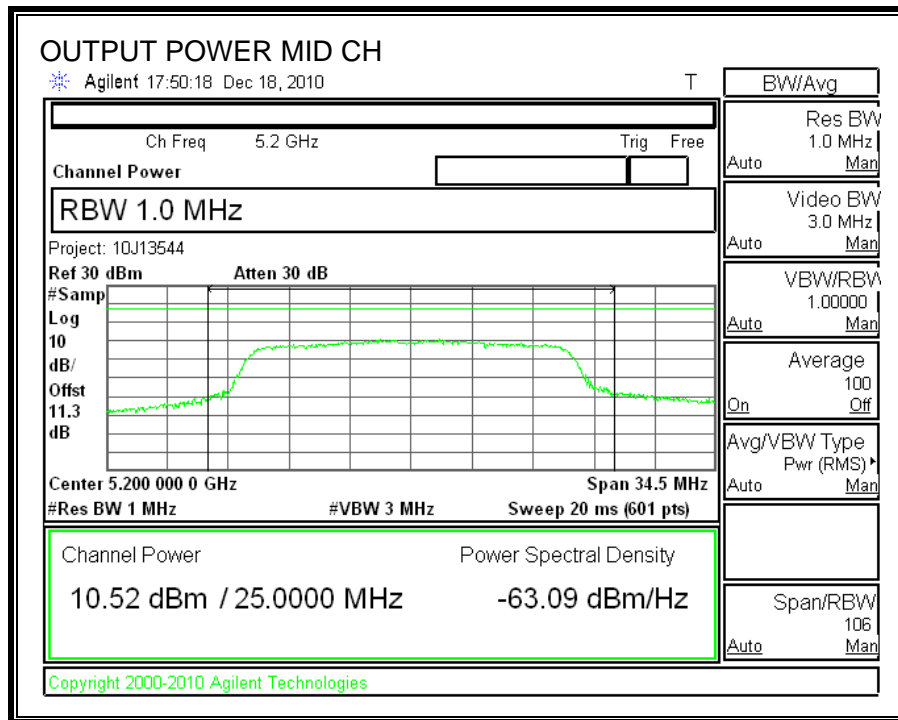 OUTPUT POWER MID CH
Agilent 17:50:18 Dec 18, 2010 T
Ch Freq 5.2 GHz Trig Free
Channel Power
RBW 1.0 MHz
Project: 10J13544
Ref 30 dBm Atten 30 dB
#Samp
Log
10
dB/
Offst
11.3
dB
Center 5.200 000 0 GHz Span 34.5 MHz
#Res BW 1 MHz #VBW 3 MHz Sweep 20 ms (601 pts)
Channel Power Power Spectral Density
10.52 dBm / 25.0000 MHz -63.09 dBm/Hz
Copyright 2000-2010 Agilent Technologies
BW/Avg
Res BW
1.0 MHz
Auto Man
Video BW
3.0 MHz
Auto Man
VBW/RBW
1.00000
Auto Man
Average
100
On Off
Avg/VBW Type
Pwr (RMS)
Auto Man
Span/RBW
106
Auto Man